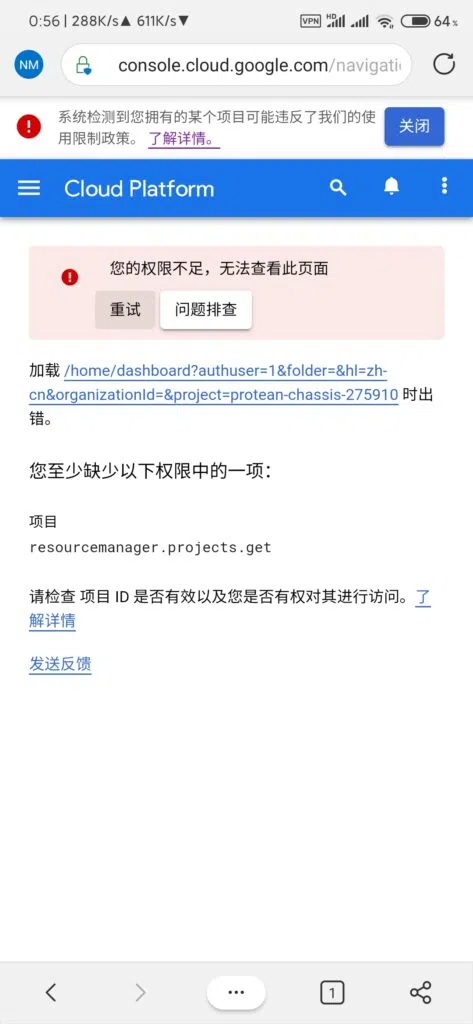 0:56 | 288K/s▲ 611K/s▼ VPN HD 64%
NM console.cloud.google.com/navigati
系统检测到您拥有的某个项目可能违反了我们的使
用限制政策。 了解详情。
关闭
Cloud Platform
您的权限不足，无法查看此页面
重试 问题排查
加载 /home/dashboard?authuser=1&folder=&hl=zh-
cn&organizationId=&project=protean-chassis-275910 时出
错。
您至少缺少以下权限中的一项：
项目
resourcemanager.projects.get
请检查 项目 ID 是否有效以及您是否有权对其进行访问。了
解详情
发送反馈
1